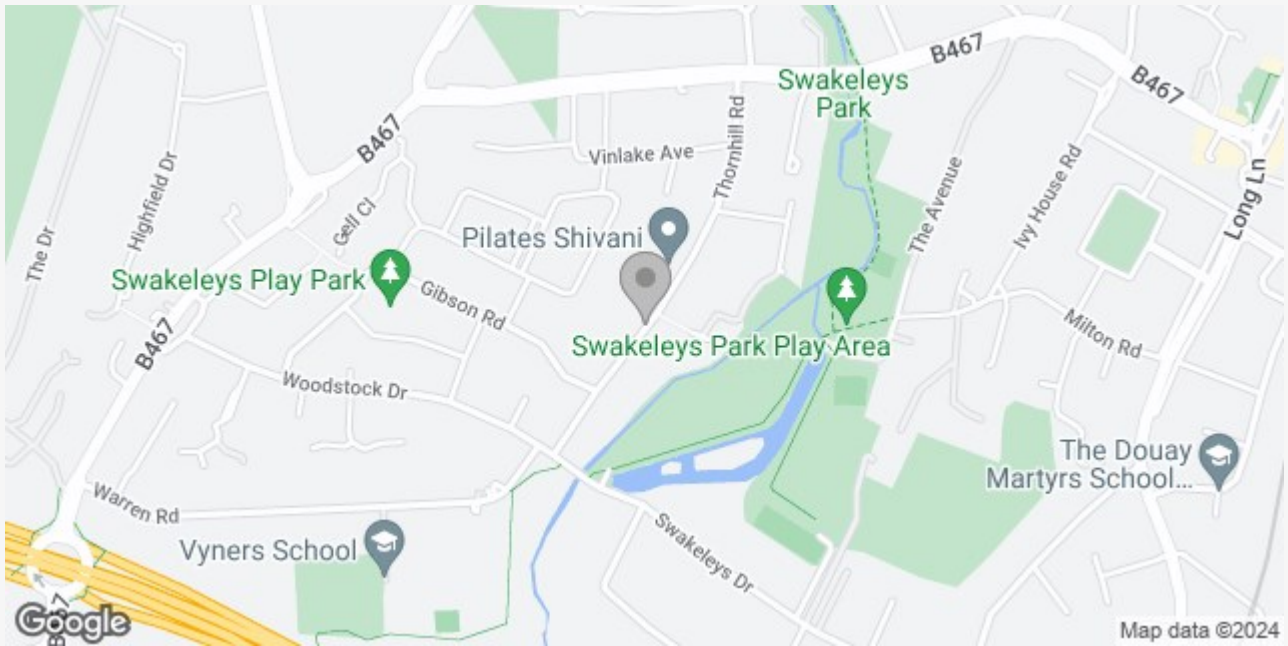 B467
B467
Swakeleys
Park
B467
Vinlake Ave
Thornhill Rd
The Avenue
Ivy House Rd
Long Ln
Highfield Dr
The Dr
Gell Cl
Pilates Shivani
Swakeleys Play Park
Gibson Rd
Swakeleys Park Play Area
Milton Rd
B467
Woodstock Dr
The Douay
Martyrs School...
Warren Rd
Vyners School
Swakeleys Dr
B467
Google
Map data ©2024